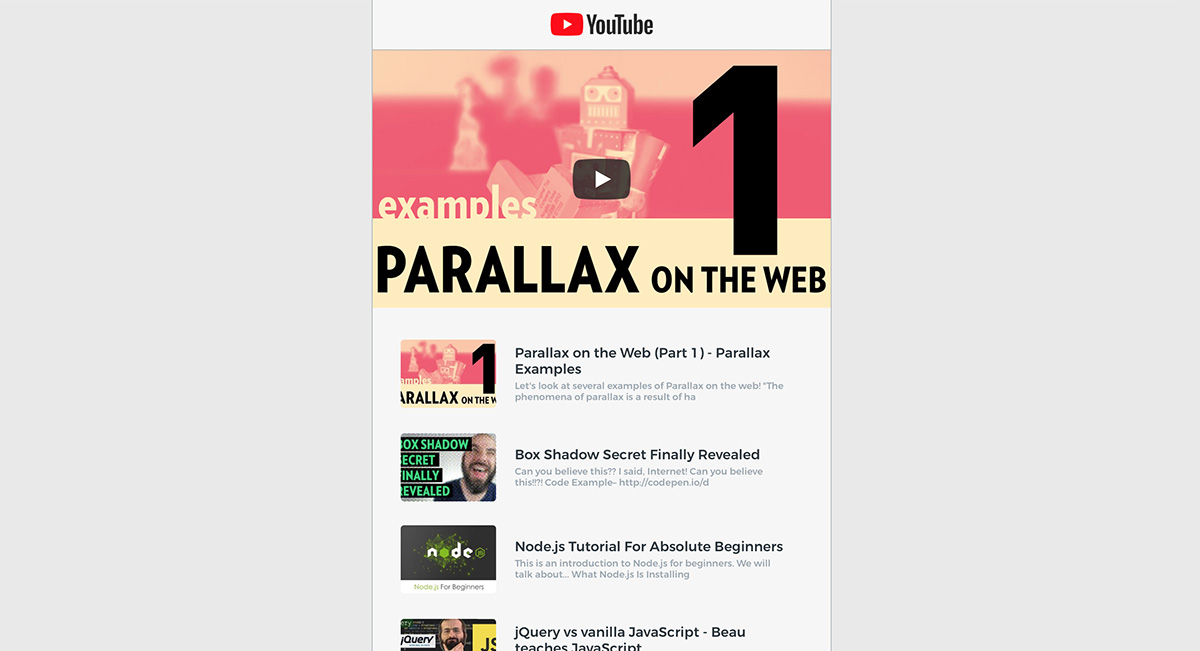 YouTube
1
examples
PARALLAX ON THE WEB
1
PARALLAX ON THE W
Parallax on the Web (Part 1) - Parallax
Examples
Let's look at several examples of Parallax on the web! "The
phenomena of parallax is a result of ha
BOX SHADOW
SECRET
FINALLY
REVEALED
Box Shadow Secret Finally Revealed
Can you believe this?? I said, Internet! Can you believe
this!!?! Code Example– http://codepen.io/d
node
JS
Node.js For Beginners
Node.js Tutorial For Absolute Beginners
This is an introduction to Node.js for beginners. We will
talk about... What Node.js Is Installing
jQuery
JS
jQuery vs vanilla JavaScript - Beau
teaches JavaScript